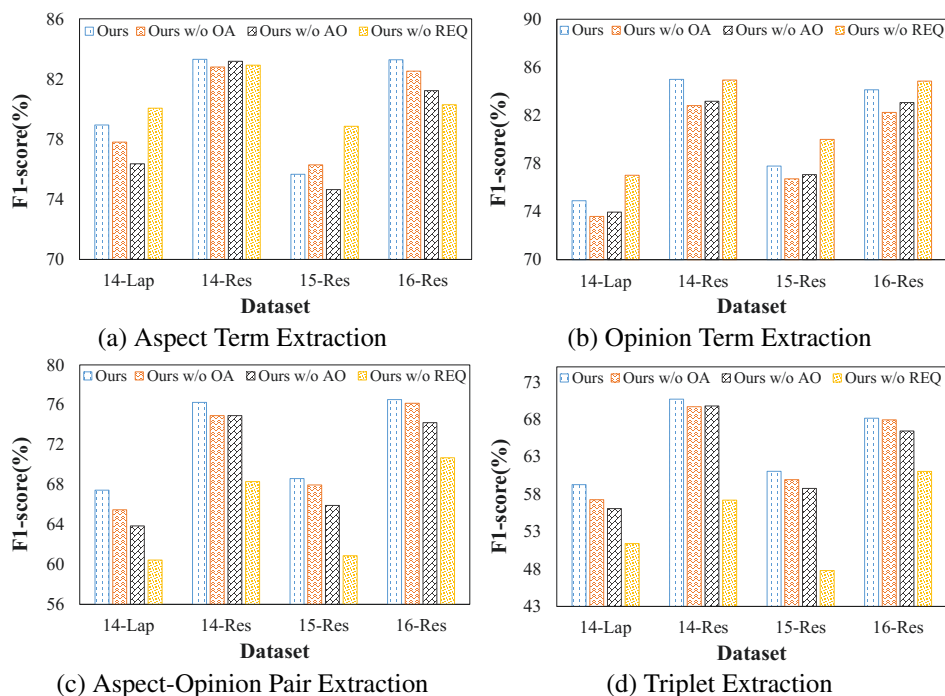 86
82
78
74
70
F1-score(%)
Ours Ours w/o OA Ours w/o AO Ours w/o REQ
14-Lap 14-Res 15-Res 16-Res
Dataset
(a) Aspect Term Extraction
90
86
82
78
74
70
F1-score(%)
Ours Ours w/o OA Ours w/o AO Ours w/o REQ
14-Lap 14-Res 15-Res 16-Res
Dataset
(b) Opinion Term Extraction
80
76
72
68
64
60
56
F1-score(%)
Ours Ours w/o OA Ours w/o AO Ours w/o REQ
14-Lap 14-Res 15-Res 16-Res
Dataset
(c) Aspect-Opinion Pair Extraction
73
68
63
58
53
48
43
F1-score(%)
Ours Ours w/o OA Ours w/o AO Ours w/o REQ
14-Lap 14-Res 15-Res 16-Res
Dataset
(d) Triplet Extraction